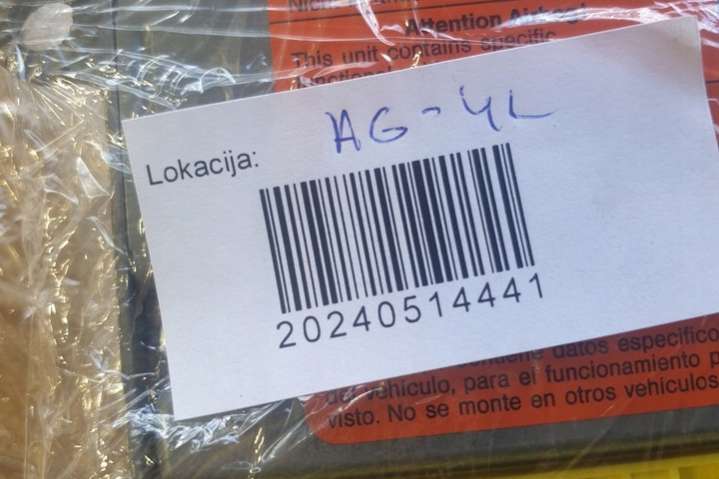 Attention Airbag!
This unit contains specific
AG-4L
Lokacija:
20240514441
datos especifico
del vehículo, para el funcionamiento p
visto. No se monte en otros vehículos